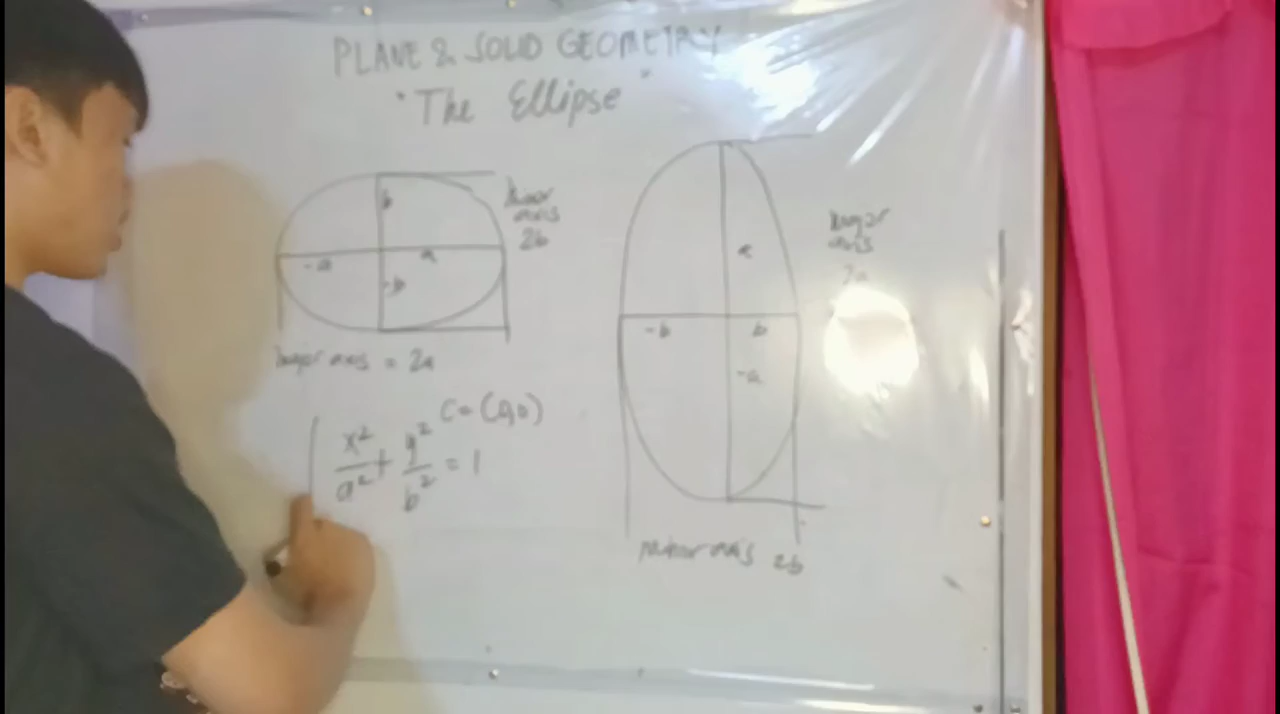 PLANE & SOLID GEOMETRY
"The Ellipse"
b
-a
a
-b
Minor
axis
2b
Major axis = 2a
C = (0,0)
x²/a² + y²/b² = 1
a
-b
b
-a
Major
axis
2a
Minor axis 2b